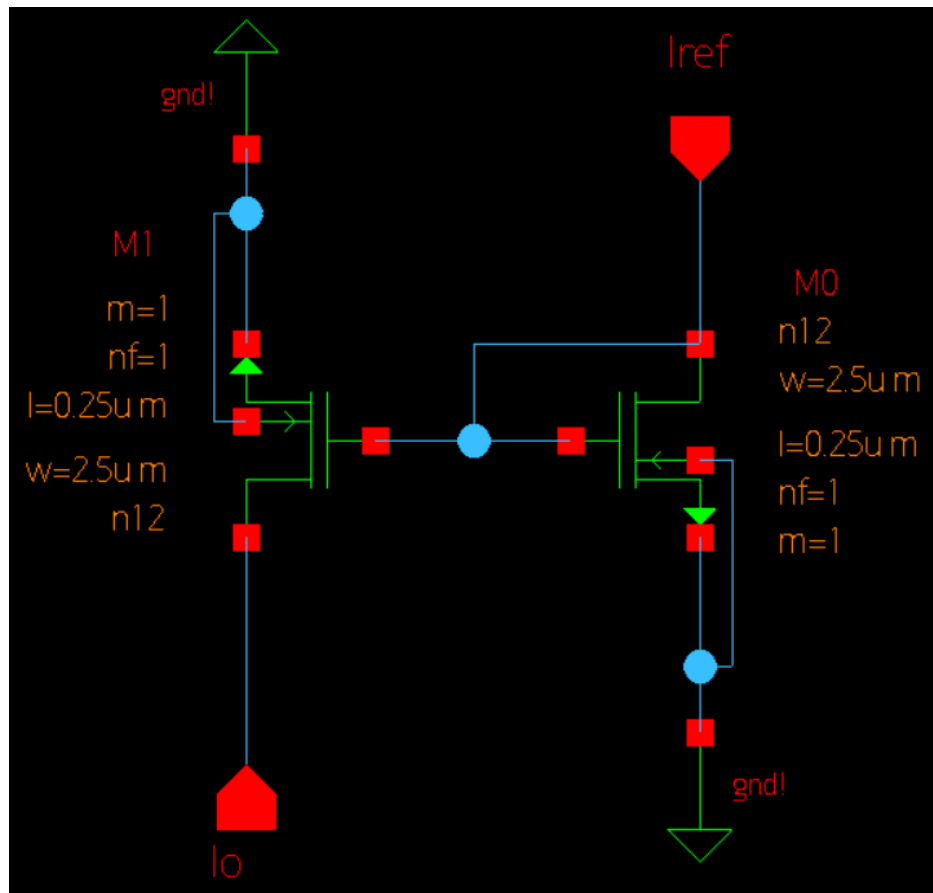 Iref
gnd!
M1
m=1
nf=1
l=0.25u m
w=2.5u m
n12
M0
n12
w=2.5u m
l=0.25u m
nf=1
m=1
gnd!
Io